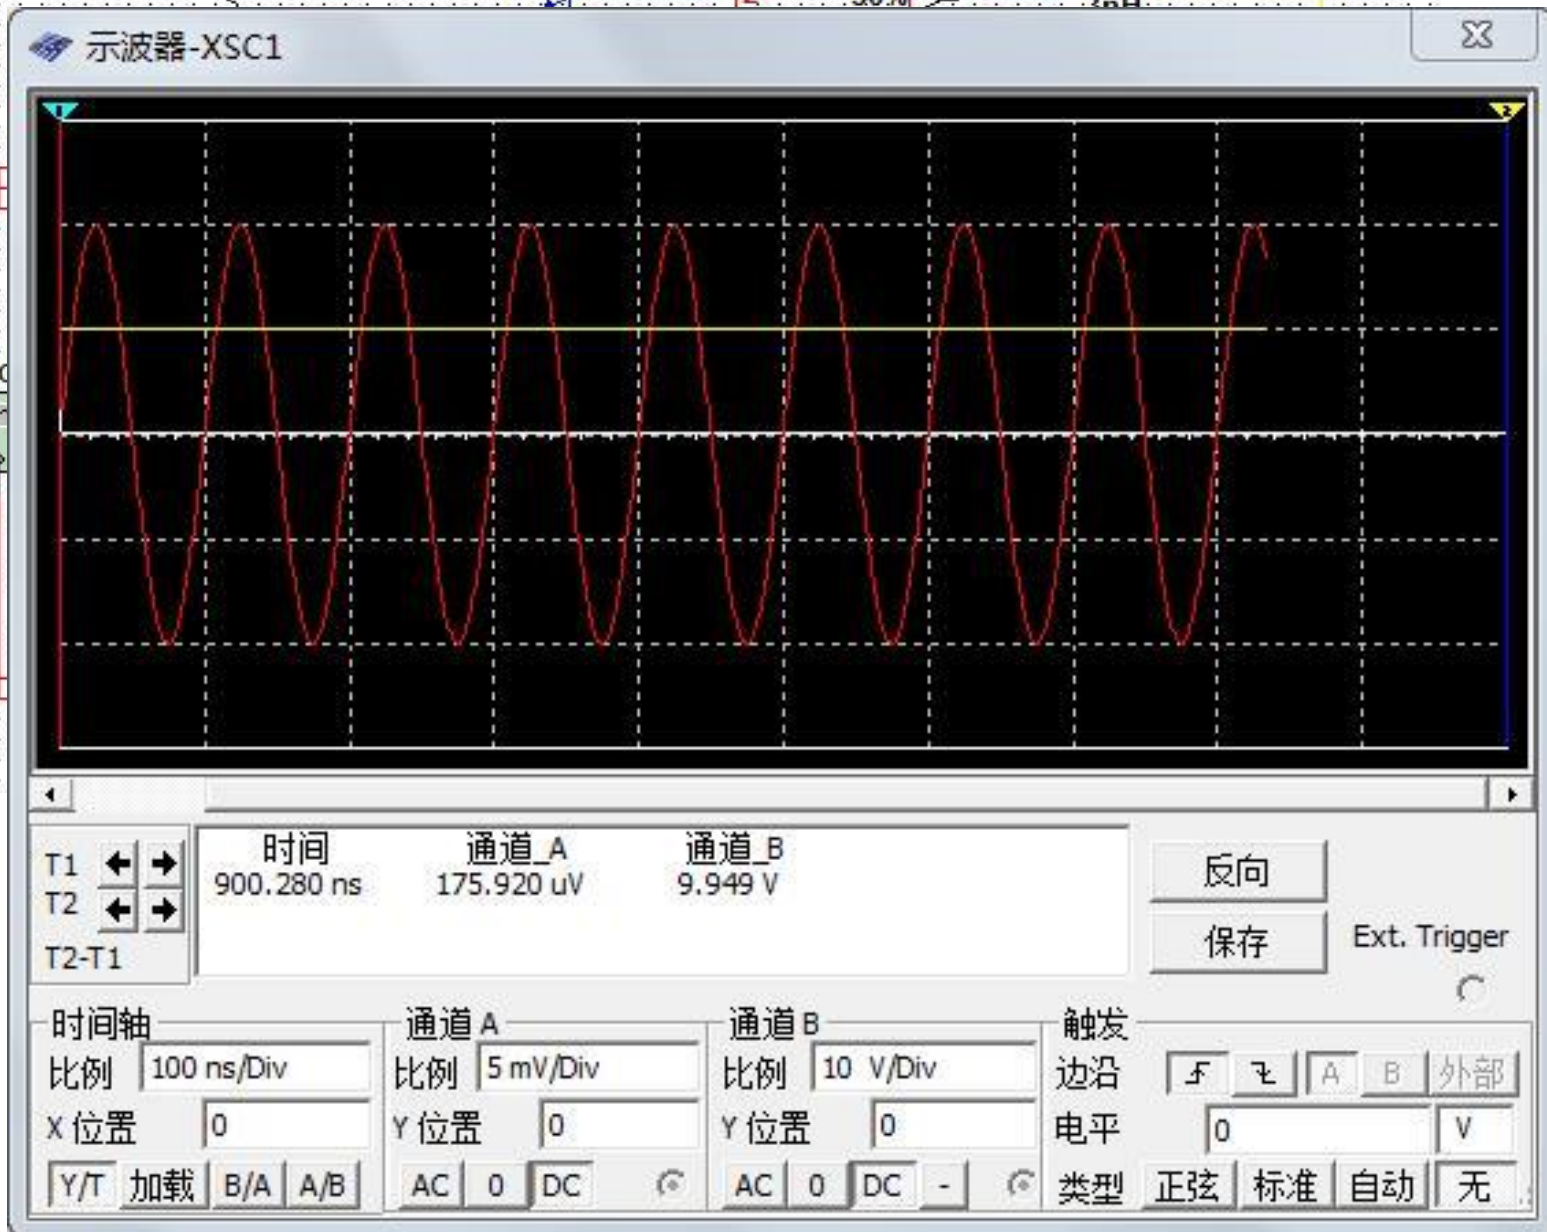 示波器-XSC1
1 2
时间 通道_A 通道_B
T1 900.280 ns 175.920 uV 9.949 V
T2
T2-T1
反向
保存
Ext. Trigger
时间轴 通道 A 通道 B 触发
比例 100 ns/Div 比例 5 mV/Div 比例 10 V/Div 边沿 A B 外部
X 位置 0 Y 位置 0 Y 位置 0 电平 0 V
Y/T 加载 B/A A/B AC 0 DC AC 0 DC - 类型 正弦 标准 自动 无